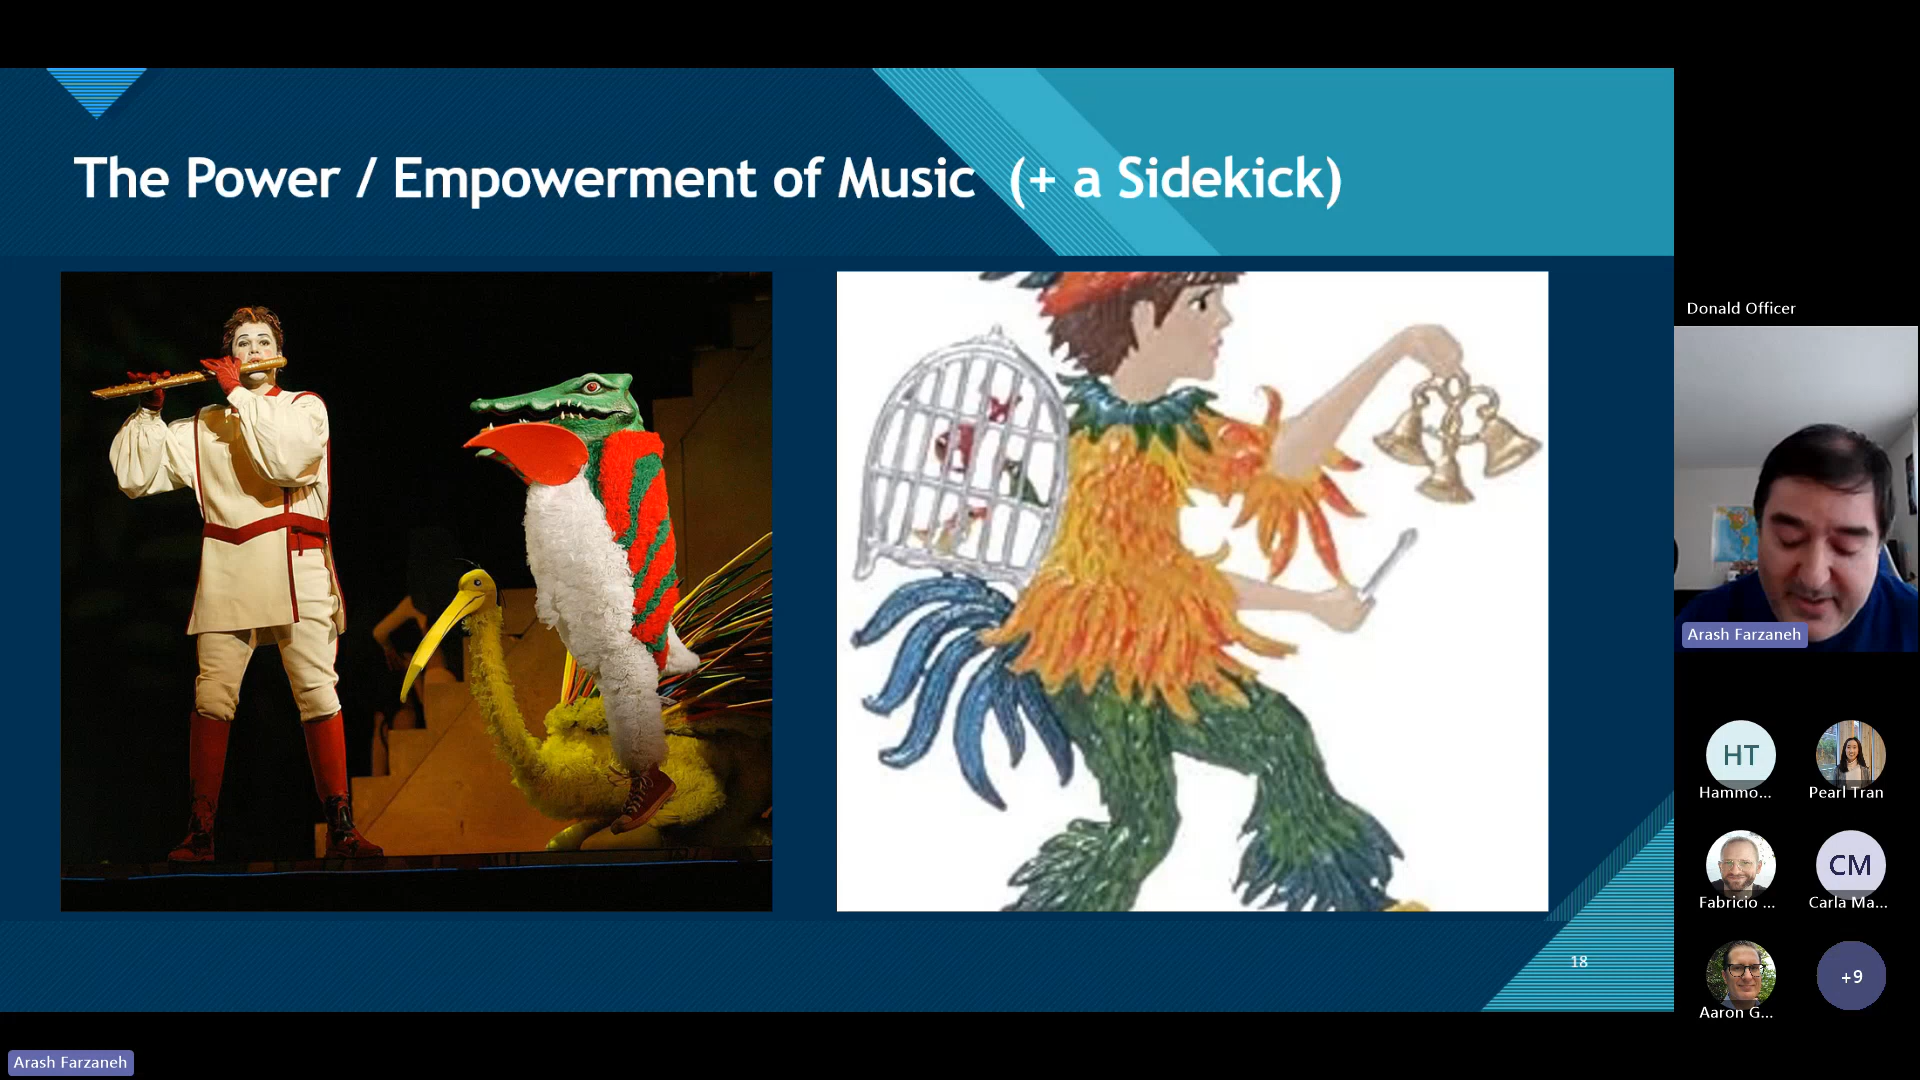 The Power / Empowerment of Music (+ a Sidekick)
18
Donald Officer
Arash Farzaneh
HT
Hammo...
Pearl Tran
Fabricio ...
CM
Carla Ma...
Aaron G...
+9
Arash Farzaneh